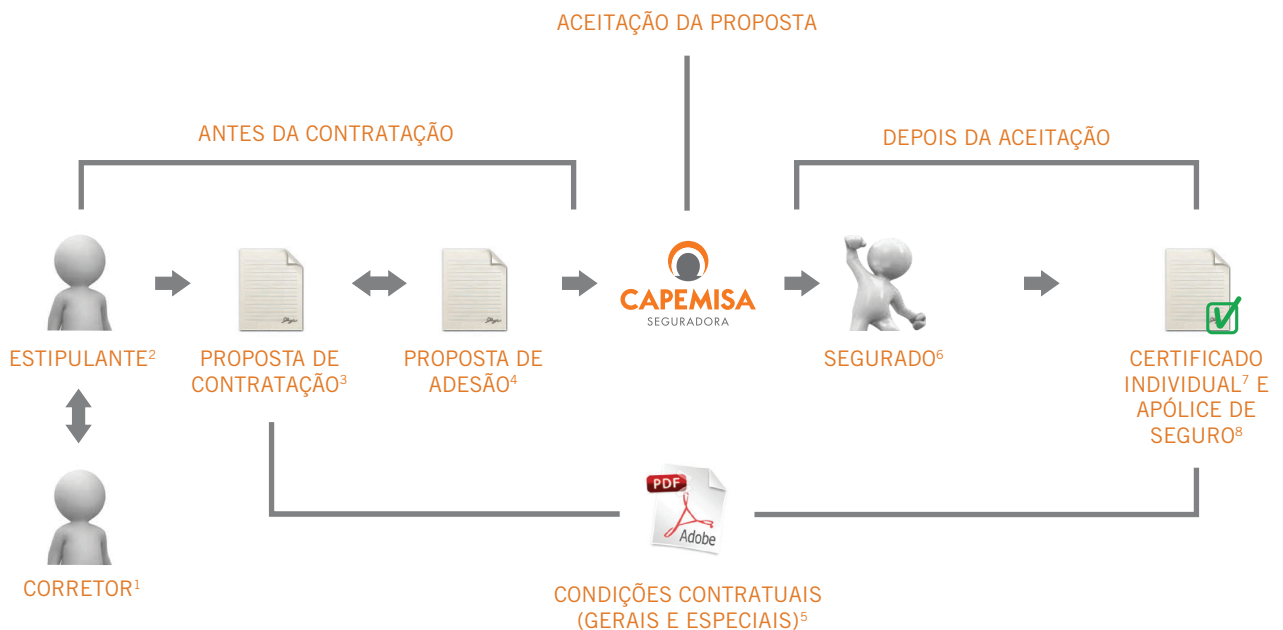 ACEITAÇÃO DA PROPOSTA
ANTES DA CONTRATAÇÃO
DEPOIS DA ACEITAÇÃO
CAPEMISA
SEGURADORA
ESTIPULANTE²
PROPOSTA DE
CONTRATAÇÃO³
PROPOSTA DE
ADESÃO⁴
SEGURADO⁶
CERTIFICADO
INDIVIDUAL⁷ E
APÓLICE DE
SEGURO⁸
PDF
Adobe
CORRETOR¹
CONDIÇÕES CONTRATUAIS
(GERAIS E ESPECIAIS)⁵